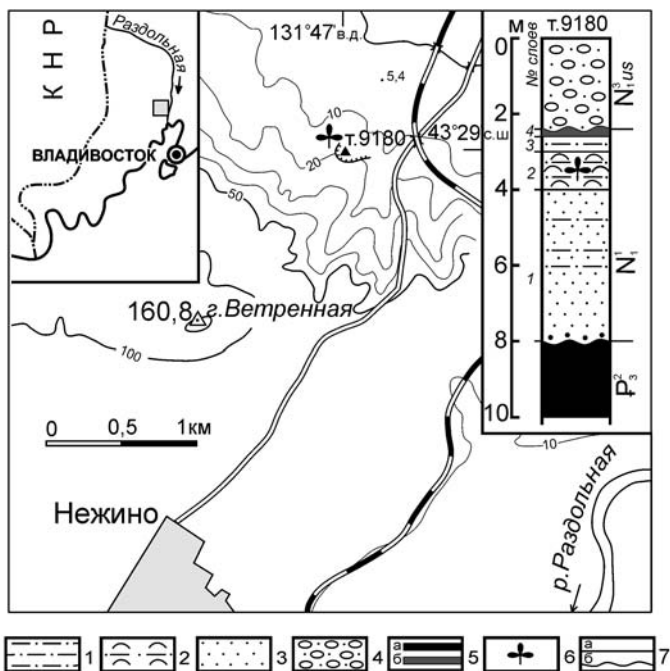 К Н Р
Раздольная
ВЛАДИВОСТОК
131°47' в.д.
5,4
10
т.9180
43°29' с.ш
20
50
160,8
г.Ветренная
100
0 0,5 1км
Нежино
10
р.Раздольная
м т.9180
№ слоев
0
2
4
6
8
10
4
3
2
1
N₁³us
N₁¹
P₃²
1 2 3 4 а б 5 6 а б 7